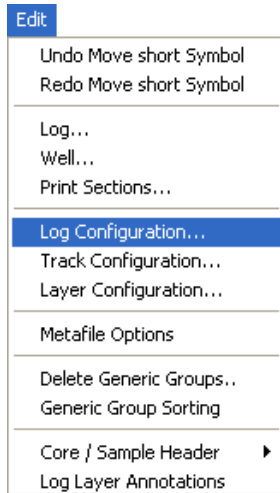 Edit
Undo Move short Symbol
Redo Move short Symbol
Log...
Well...
Print Sections...
Log Configuration...
Track Configuration...
Layer Configuration...
Metafile Options
Delete Generic Groups..
Generic Group Sorting
Core / Sample Header
Log Layer Annotations